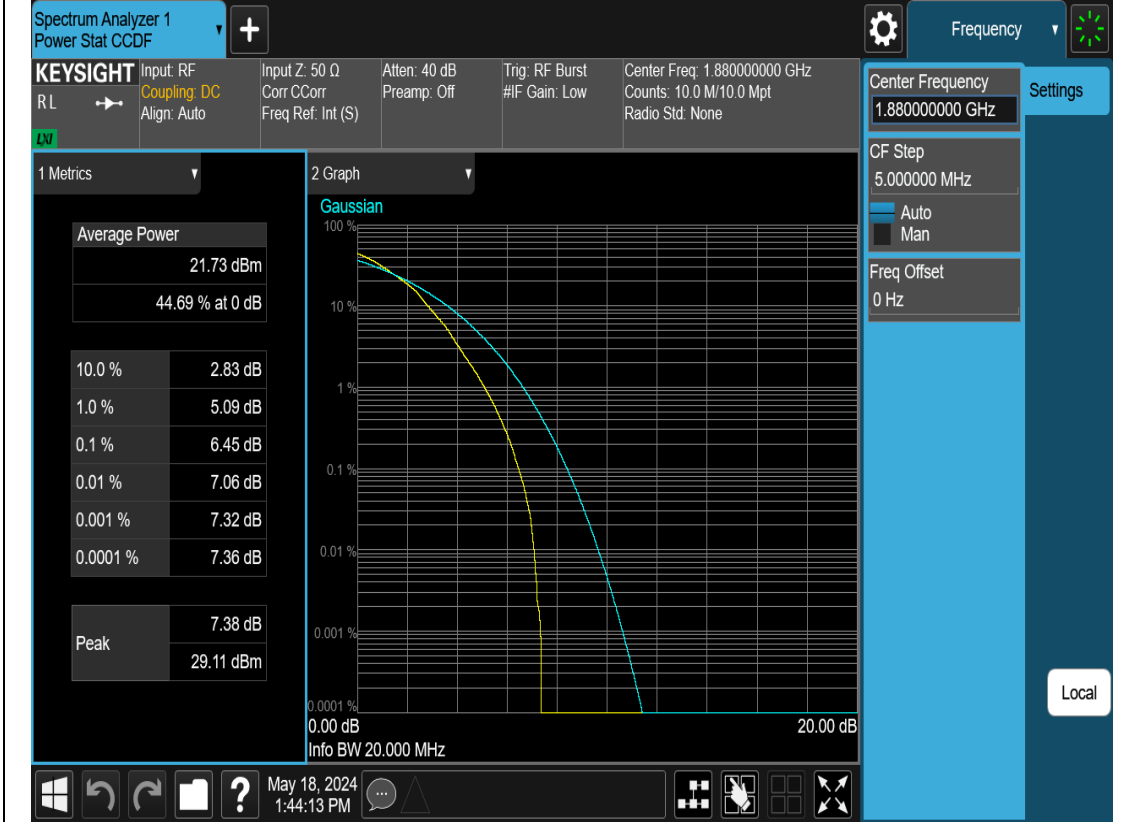 Spectrum Analyzer 1
Power Stat CCDF
+
Frequency
KEYSIGHT
RL
LXI
Input: RF
Coupling: DC
Align: Auto
Input Z: 50 Ω
Corr CCorr
Freq Ref: Int (S)
Atten: 40 dB
Preamp: Off
Trig: RF Burst
#IF Gain: Low
Center Freq: 1.880000000 GHz
Counts: 10.0 M/10.0 Mpt
Radio Std: None
Center Frequency
1.880000000 GHz
Settings
CF Step
5.000000 MHz
Auto
Man
Freq Offset
0 Hz
Local
1 Metrics
Average Power
21.73 dBm
44.69 % at 0 dB
10.0 % 2.83 dB
1.0 % 5.09 dB
0.1 % 6.45 dB
0.01 % 7.06 dB
0.001 % 7.32 dB
0.0001 % 7.36 dB
Peak
7.38 dB
29.11 dBm
2 Graph
Gaussian
100 %
10 %
1 %
0.1 %
0.01 %
0.001 %
0.0001 %
0.00 dB 20.00 dB
Info BW 20.000 MHz
?
May 18, 2024
1:44:13 PM